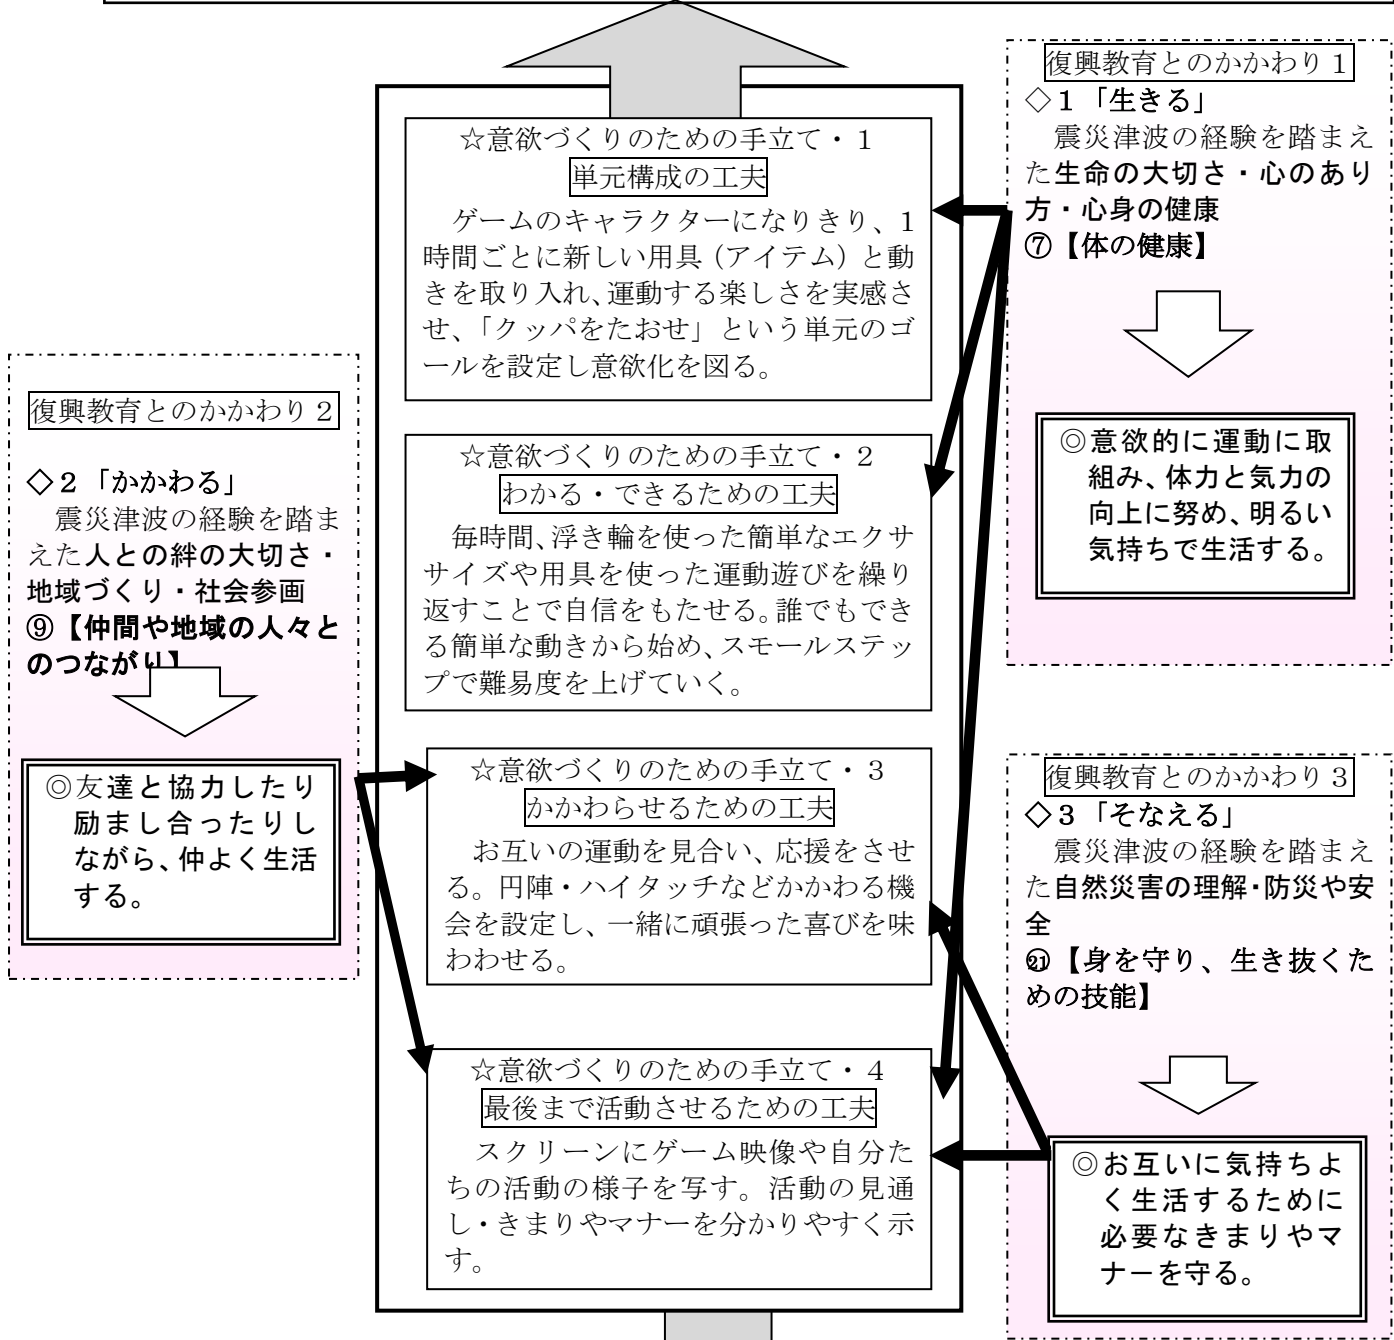 ☆意欲づくりのための手立て・１
単元構成の工夫
ゲームのキャラクターになりきり、1
時間ごとに新しい用具（アイテム）と動
きを取り入れ、運動する楽しさを実感さ
せ、「クッパをたおせ」という単元のゴ
ールを設定し意欲化を図る。
☆意欲づくりのための手立て・２
わかる・できるための工夫
毎時間、浮き輪を使った簡単なエクサ
サイズや用具を使った運動遊びを繰り
返すことで自信をもたせる。誰でもでき
る簡単な動きから始め、スモールステッ
プで難易度を上げていく。
☆意欲づくりのための手立て・３
かかわらせるための工夫
お互いの運動を見合い、応援をさせ
る。円陣・ハイタッチなどかかわる機
会を設定し、一緒に頑張った喜びを味
わわせる。
☆意欲づくりのための手立て・４
最後まで活動させるための工夫
スクリーンにゲーム映像や自分た
ちの活動の様子を写す。活動の見通
し・きまりやマナーを分かりやすく示
す。
復興教育とのかかわり１
◇１「生きる」
震災津波の経験を踏まえ
た生命の大切さ・心のあり
方・心身の健康
⑦【体の健康】
◎意欲的に運動に取
組み、体力と気力の
向上に努め、明るい
気持ちで生活する。
復興教育とのかかわり２
◇２「かかわる」
震災津波の経験を踏ま
えた人との絆の大切さ・
地域づくり・社会参画
⑨【仲間や地域の人々と
のつながり】
◎友達と協力したり
励まし合ったりし
ながら、仲よく生活
する。
復興教育とのかかわり３
◇３「そなえる」
震災津波の経験を踏まえ
た自然災害の理解・防災や安
全
㉑【身を守り、生き抜くた
めの技能】
◎お互いに気持ちよ
く生活するために
必要なきまりやマ
ナーを守る。